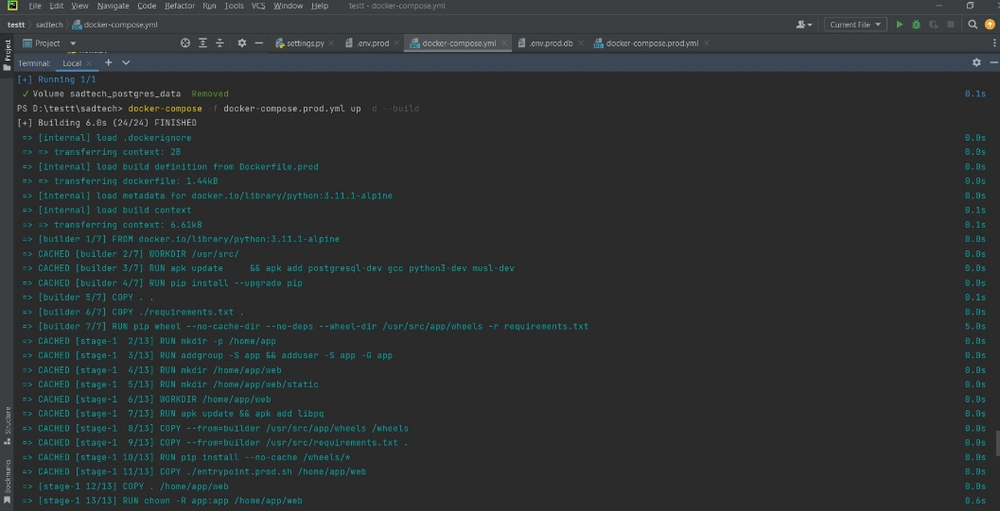 File Edit View Navigate Code Refactor Run Tools VCS Window Help testt - docker-compose.yml
testt sadtech docker-compose.yml Current File
Project settings.py .env.prod docker-compose.yml .env.prod.db docker-compose.prod.yml
Project
Terminal: Local
[+] Running 1/1
✓ Volume sadtech_postgres_data Removed 0.1s
PS D:\testt\sadtech> docker-compose -f docker-compose.prod.yml up -d --build
[+] Building 6.0s (24/24) FINISHED
=> [internal] load .dockerignore 0.0s
=> => transferring context: 2B 0.0s
=> [internal] load build definition from Dockerfile.prod 0.0s
=> => transferring dockerfile: 1.44kB 0.0s
=> [internal] load metadata for docker.io/library/python:3.11.1-alpine 0.0s
=> [internal] load build context 0.1s
=> => transferring context: 6.61kB 0.1s
=> [builder 1/7] FROM docker.io/library/python:3.11.1-alpine 0.0s
=> CACHED [builder 2/7] WORKDIR /usr/src/ 0.0s
=> CACHED [builder 3/7] RUN apk update && apk add postgresql-dev gcc python3-dev musl-dev 0.0s
=> CACHED [builder 4/7] RUN pip install --upgrade pip 0.0s
=> [builder 5/7] COPY . . 0.1s
=> [builder 6/7] COPY ./requirements.txt . 0.0s
=> [builder 7/7] RUN pip wheel --no-cache-dir --no-deps --wheel-dir /usr/src/app/wheels -r requirements.txt 5.0s
=> CACHED [stage-1 2/13] RUN mkdir -p /home/app 0.0s
=> CACHED [stage-1 3/13] RUN addgroup -S app && adduser -S app -G app 0.0s
=> CACHED [stage-1 4/13] RUN mkdir /home/app/web 0.0s
=> CACHED [stage-1 5/13] RUN mkdir /home/app/web/static 0.0s
=> CACHED [stage-1 6/13] WORKDIR /home/app/web 0.0s
=> CACHED [stage-1 7/13] RUN apk update && apk add libpq 0.0s
=> CACHED [stage-1 8/13] COPY --from=builder /usr/src/app/wheels /wheels 0.0s
=> CACHED [stage-1 9/13] COPY --from=builder /usr/src/requirements.txt . 0.0s
=> CACHED [stage-1 10/13] RUN pip install --no-cache /wheels/* 0.0s
=> CACHED [stage-1 11/13] COPY ./entrypoint.prod.sh /home/app/web 0.0s
=> [stage-1 12/13] COPY . /home/app/web 0.0s
=> [stage-1 13/13] RUN chown -R app:app /home/app/web 0.6s
Structure
Bookmarks